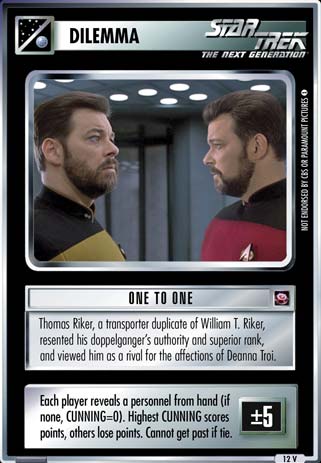 DILEMMA
STAR TREK
THE NEXT GENERATION
NOT ENDORSED BY CBS OR PARAMOUNT PICTURES
ONE TO ONE
Thomas Riker, a transporter duplicate of William T. Riker,
resented his doppelganger's authority and superior rank,
and viewed him as a rival for the affections of Deanna Troi.
Each player reveals a personnel from hand (if
none, CUNNING=0). Highest CUNNING scores
points, others lose points. Cannot get past if tie.
±5
12 V